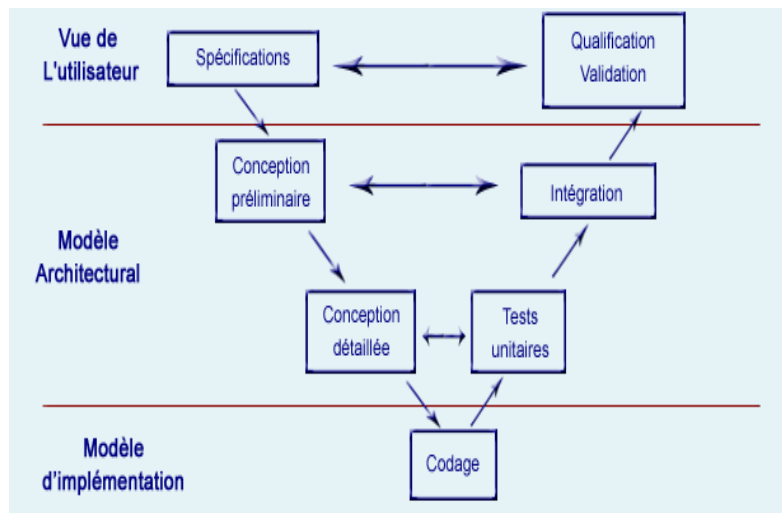 Vue de
L'utilisateur
Spécifications
Qualification
Validation
Modèle
Architectural
Conception
préliminaire
Intégration
Conception
détaillée
Tests
unitaires
Modèle
d'implémentation
Codage